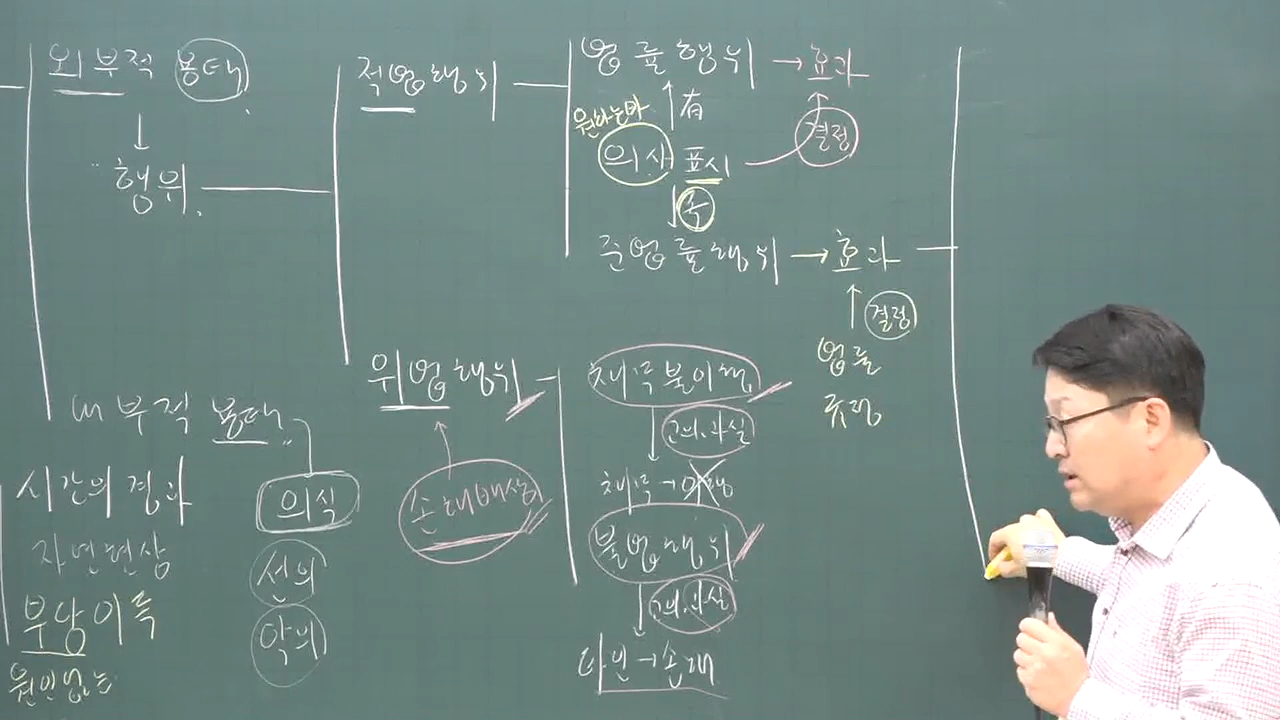 외부적 용태
행위
내부적 용태
의식
선의
악의
시간의 경과
자연현상
부당이득
원인없는
적법행위
위법행위
손해배상
법률행위 → 효과
有
원하는바
의사 표시
결정
준법률행위 → 효과
결정
법률
규정
채무불이행
고의.과실
채무→이행
불법행위
고의.과실
타인→손해